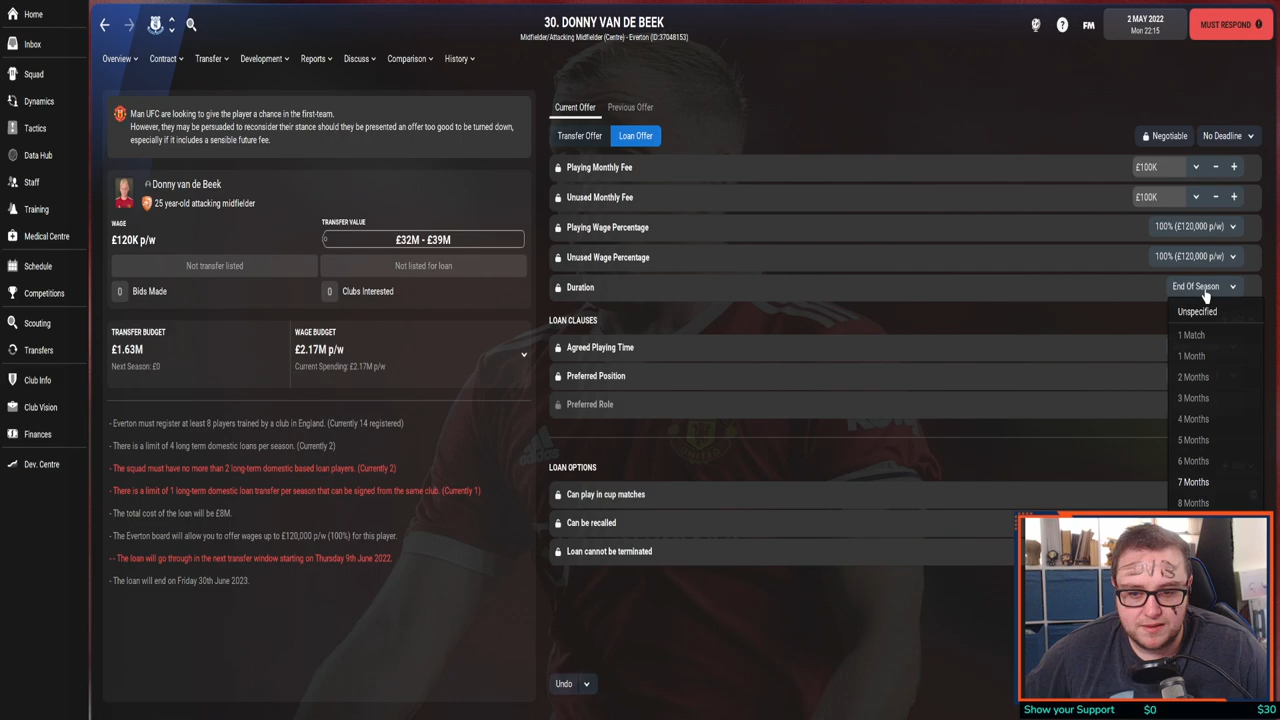 Home
Inbox
Squad
Dynamics
Tactics
Data Hub
Staff
Training
Medical Centre
Schedule
Competitions
Scouting
Transfers
Club Info
Club Vision
Finances
Dev. Centre
30. DONNY VAN DE BEEK
Midfielder/Attacking Midfielder (Centre) - Everton (ID:37048153)
FM
2 MAY 2022
Mon 22:15
MUST RESPOND
Overview
Contract
Transfer
Development
Reports
Discuss
Comparison
History
Man UFC are looking to give the player a chance in the first-team.
However, they may be persuaded to reconsider their stance should they be presented an offer too good to be turned down,
especially if it includes a sensible future fee.
Donny van de Beek
25 year-old attacking midfielder
WAGE
£120K p/w
TRANSFER VALUE
£32M - £39M
Not transfer listed
Not listed for loan
0 Bids Made
0 Clubs Interested
TRANSFER BUDGET
£1.63M
Next Season: £0
WAGE BUDGET
£2.17M p/w
Current Spending: £2.17M p/w
- Everton must register at least 8 players trained by a club in England. (Currently 14 registered)
- There is a limit of 4 long term domestic loans per season. (Currently 2)
- The squad must have no more than 2 long-term domestic based loan players. (Currently 2)
- There is a limit of 1 long-term domestic loan transfer per season that can be signed from the same club. (Currently 1)
- The total cost of the loan will be £8M.
- The Everton board will allow you to offer wages up to £120,000 p/w (100%) for this player.
- - The loan will go through in the next transfer window starting on Thursday 9th June 2022.
- The loan will end on Friday 30th June 2023.
Current Offer
Previous Offer
Transfer Offer
Loan Offer
Negotiable
No Deadline
Playing Monthly Fee
£100K
Unused Monthly Fee
£100K
Playing Wage Percentage
100% (£120,000 p/w)
Unused Wage Percentage
100% (£120,000 p/w)
Duration
End Of Season
Unspecified
1 Match
1 Month
2 Months
3 Months
4 Months
5 Months
6 Months
7 Months
8 Months
LOAN CLAUSES
Agreed Playing Time
Preferred Position
Preferred Role
LOAN OPTIONS
Can play in cup matches
Can be recalled
Loan cannot be terminated
Undo
Show your Support
$0
$30